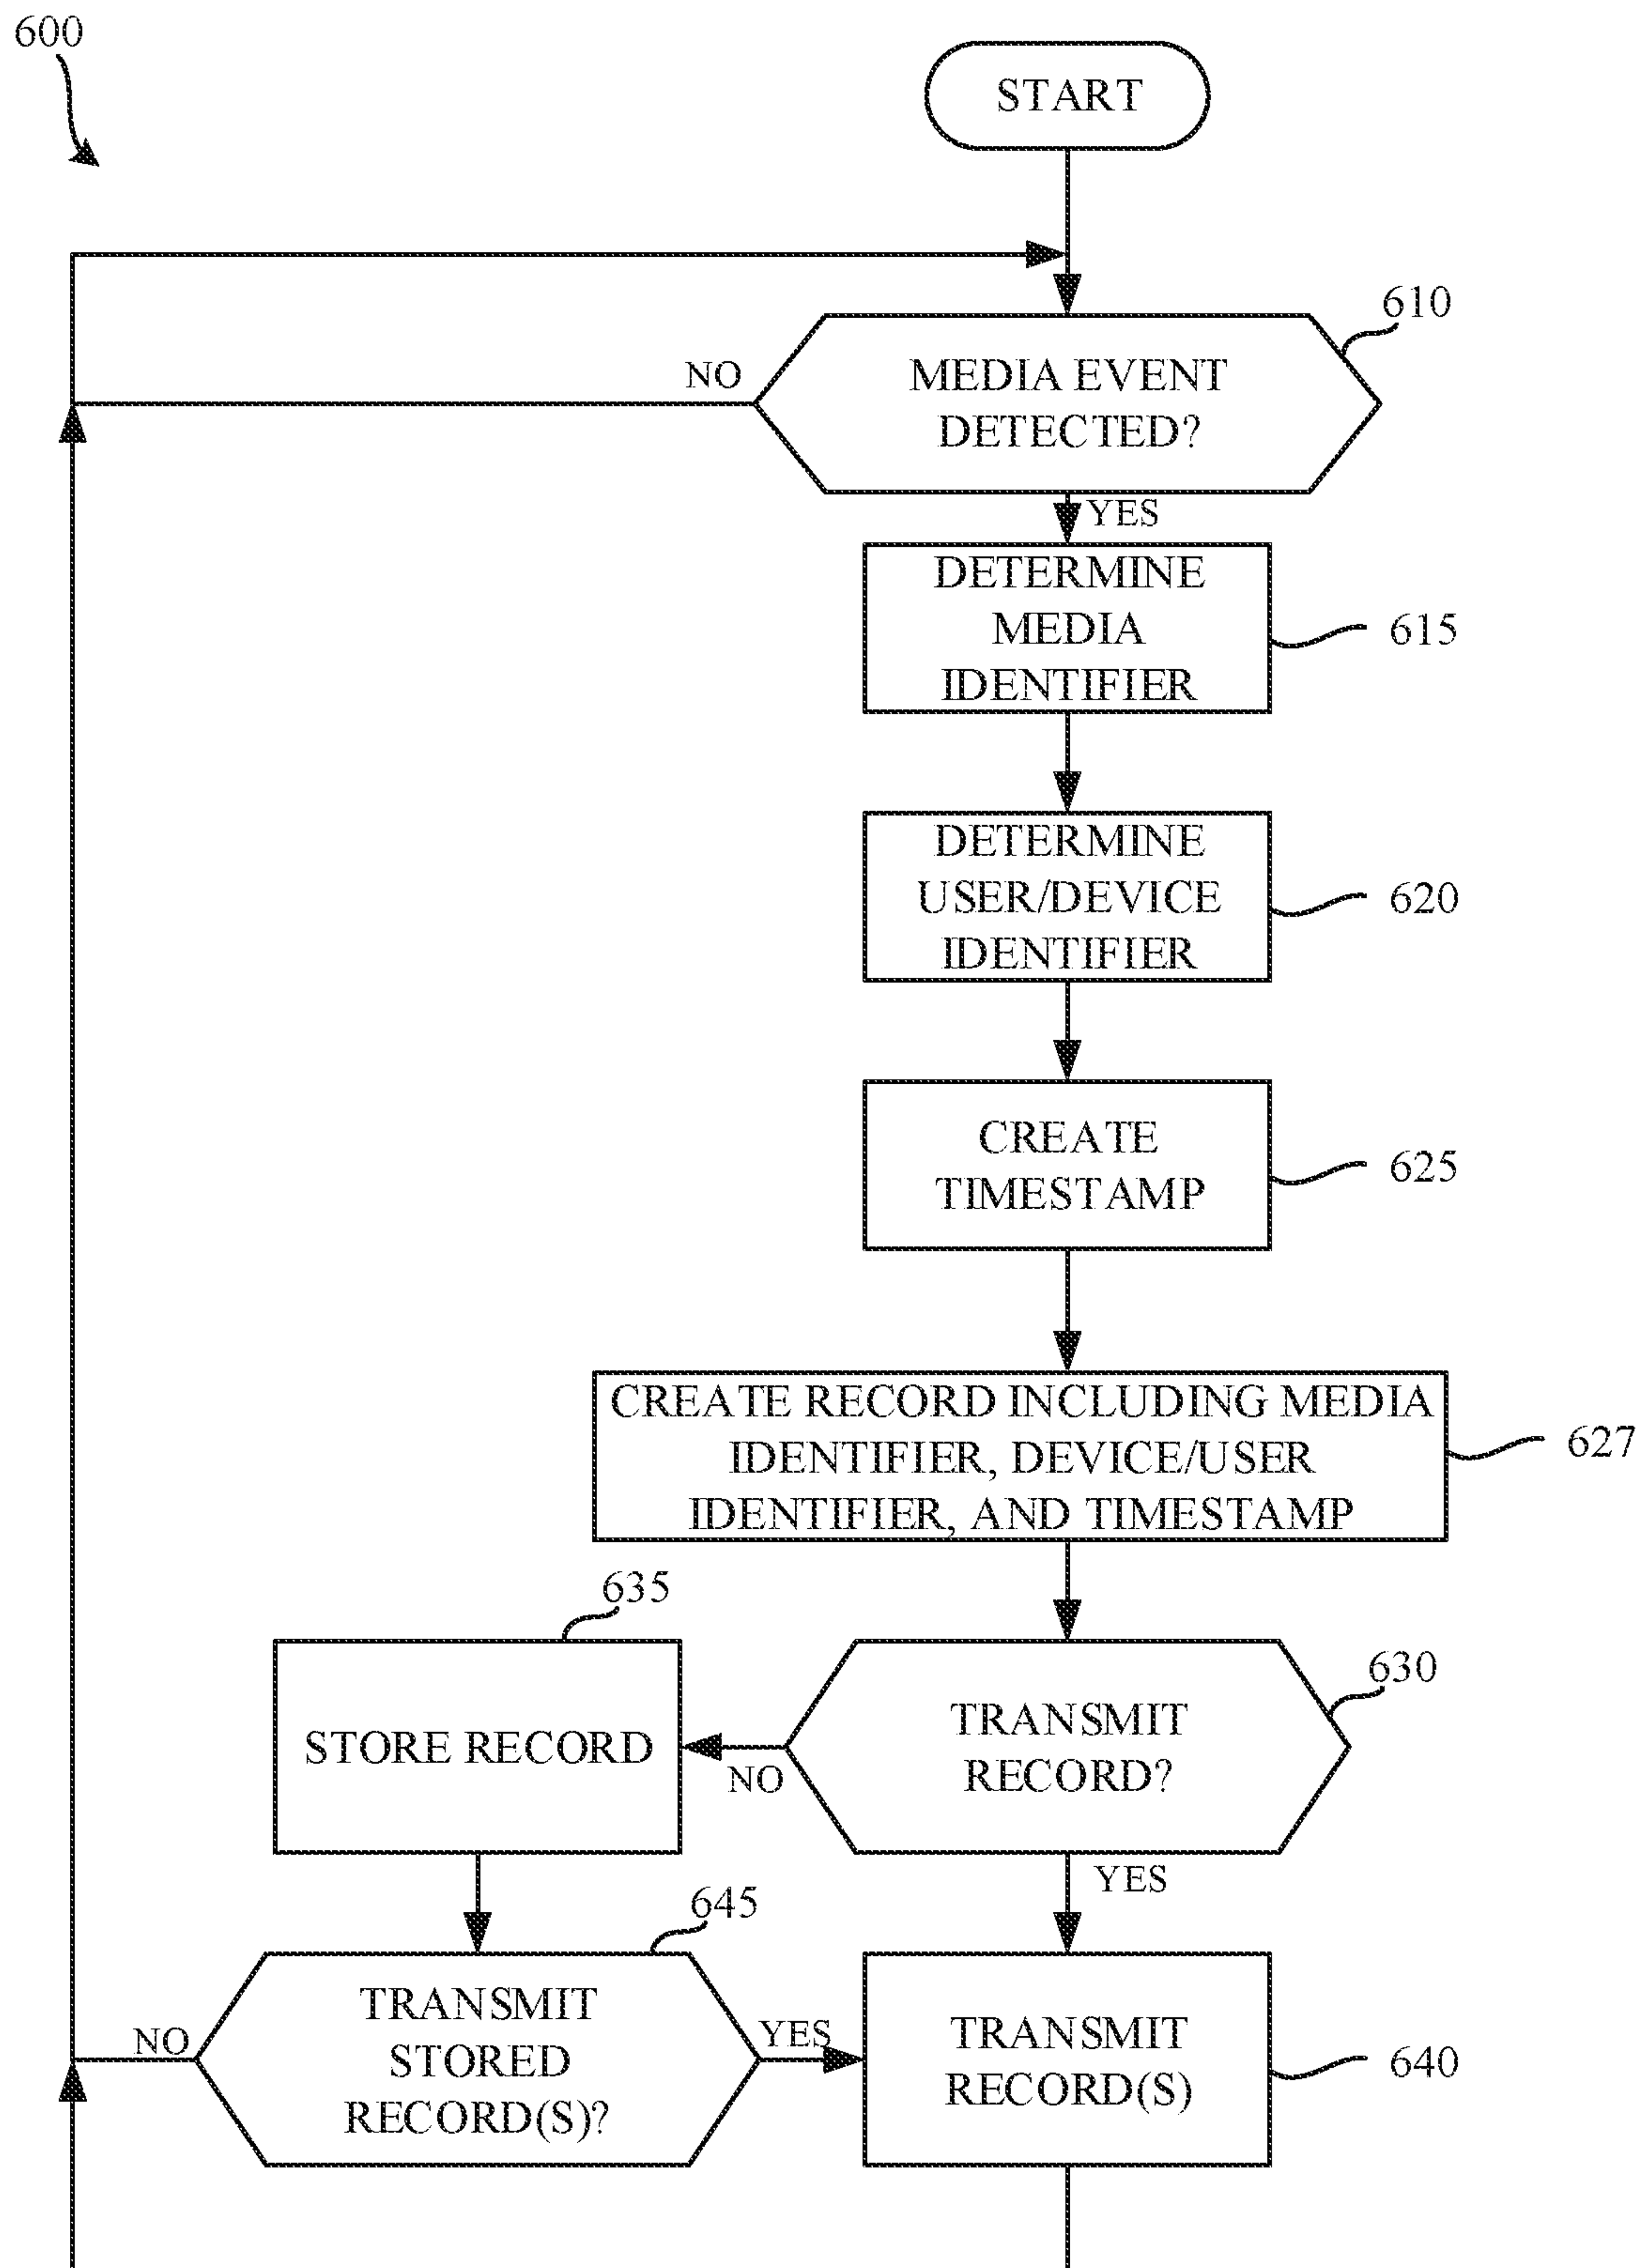 600
START
610
NO
MEDIA EVENT
DETECTED?
YES
DETERMINE
MEDIA
IDENTIFIER
615
DETERMINE
USER/DEVICE
IDENTIFIER
620
CREATE
TIMESTAMP
625
CREATE RECORD INCLUDING MEDIA
IDENTIFIER, DEVICE/USER
IDENTIFIER, AND TIMESTAMP
627
635
STORE RECORD
630
TRANSMIT
RECORD?
NO
YES
645
TRANSMIT
STORED
RECORD(S)?
NO
YES
TRANSMIT
RECORD(S)
640